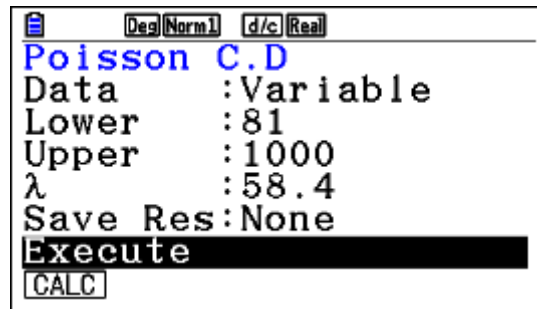 Deg Norm1 d/c Real
Poisson C.D
Data :Variable
Lower :81
Upper :1000
λ :58.4
Save Res:None
Execute
CALC